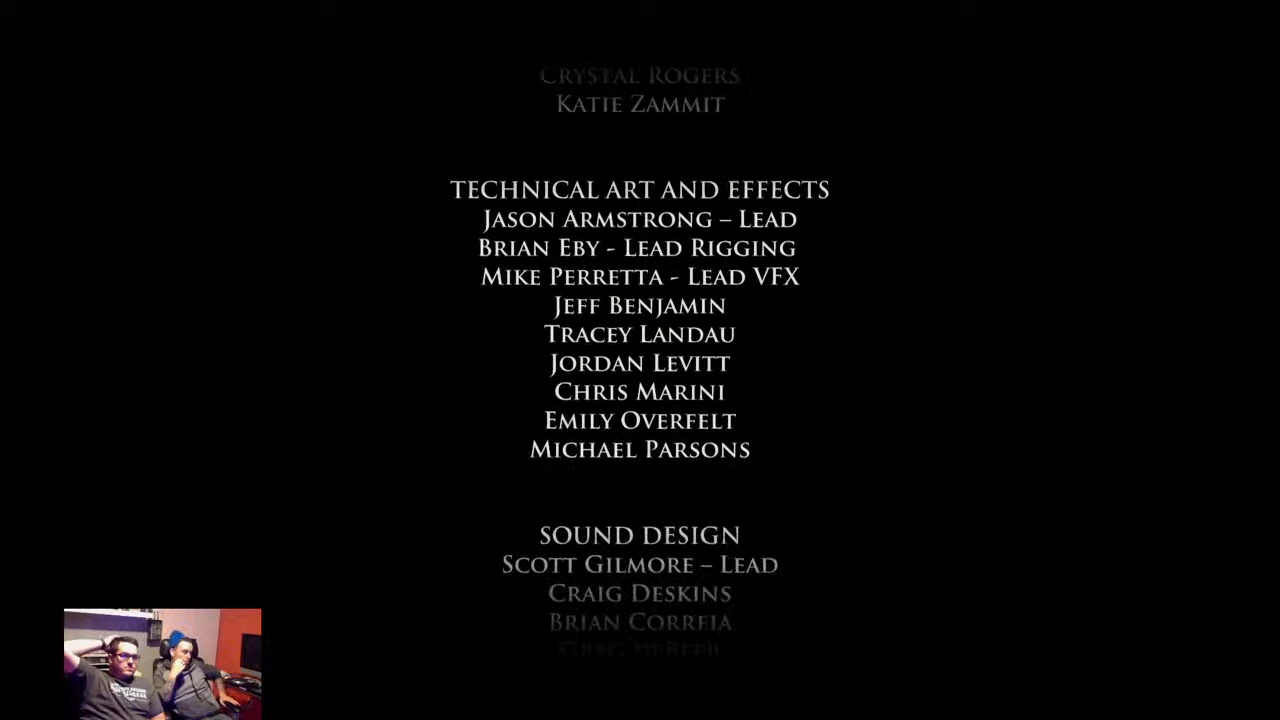 Crystal Rogers
Katie Zammit
TECHNICAL ART AND EFFECTS
Jason Armstrong – Lead
Brian Eby - Lead Rigging
Mike Perretta - Lead VFX
Jeff Benjamin
Tracey Landau
Jordan Levitt
Chris Marini
Emily Overfelt
Michael Parsons
SOUND DESIGN
Scott Gilmore – Lead
Craig Deskins
Brian Correia